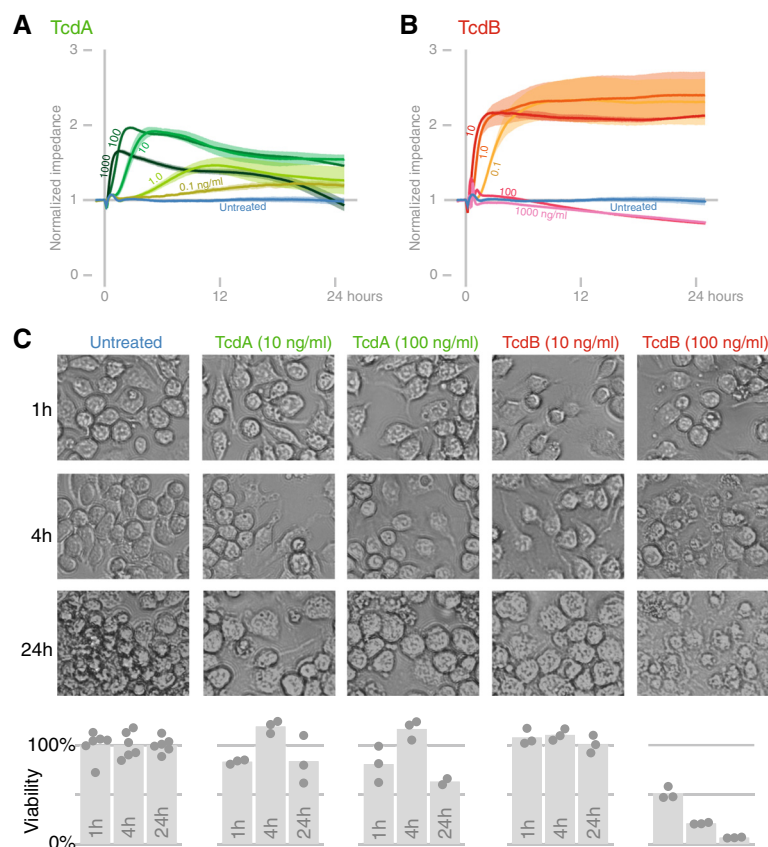 A TcdA
B TcdB
Normalized impedance
3
2
1
0
1000
100
10
1.0
0.1 ng/ml
Untreated
0
12
24 hours
Normalized impedance
3
2
1
0
10
1.0
0.1
100
1000 ng/ml
Untreated
0
12
24 hours
C
Untreated
TcdA (10 ng/ml)
TcdA (100 ng/ml)
TcdB (10 ng/ml)
TcdB (100 ng/ml)
1h
4h
24h
Viability
100%
0%
1h 4h 24h
1h 4h 24h
1h 4h 24h
1h 4h 24h